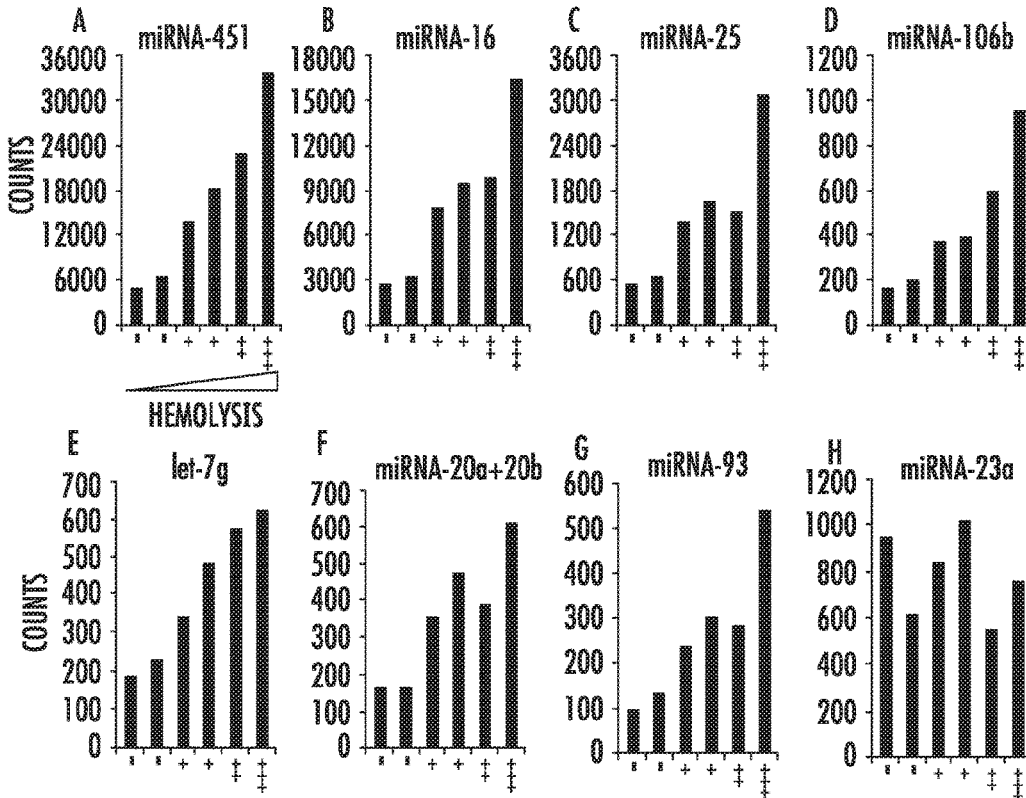 A
miRNA-451
COUNTS
36000
30000
24000
18000
12000
6000
0
- - + + ++ +++
HEMOLYSIS
B
miRNA-16
18000
15000
12000
9000
6000
3000
0
- - + + ++ +++
C
miRNA-25
3600
3000
2400
1800
1200
600
0
- - + + ++ +++
D
miRNA-106b
1200
1000
800
600
400
200
0
- - + + ++ +++
E
let-7g
COUNTS
700
600
500
400
300
200
100
0
- - + + ++ +++
F
miRNA-20a+20b
700
600
500
400
300
200
100
0
- - + + ++ +++
G
miRNA-93
600
500
400
300
200
100
0
- - + + ++ +++
H
miRNA-23a
1200
1000
800
600
400
200
0
- - + + ++ +++